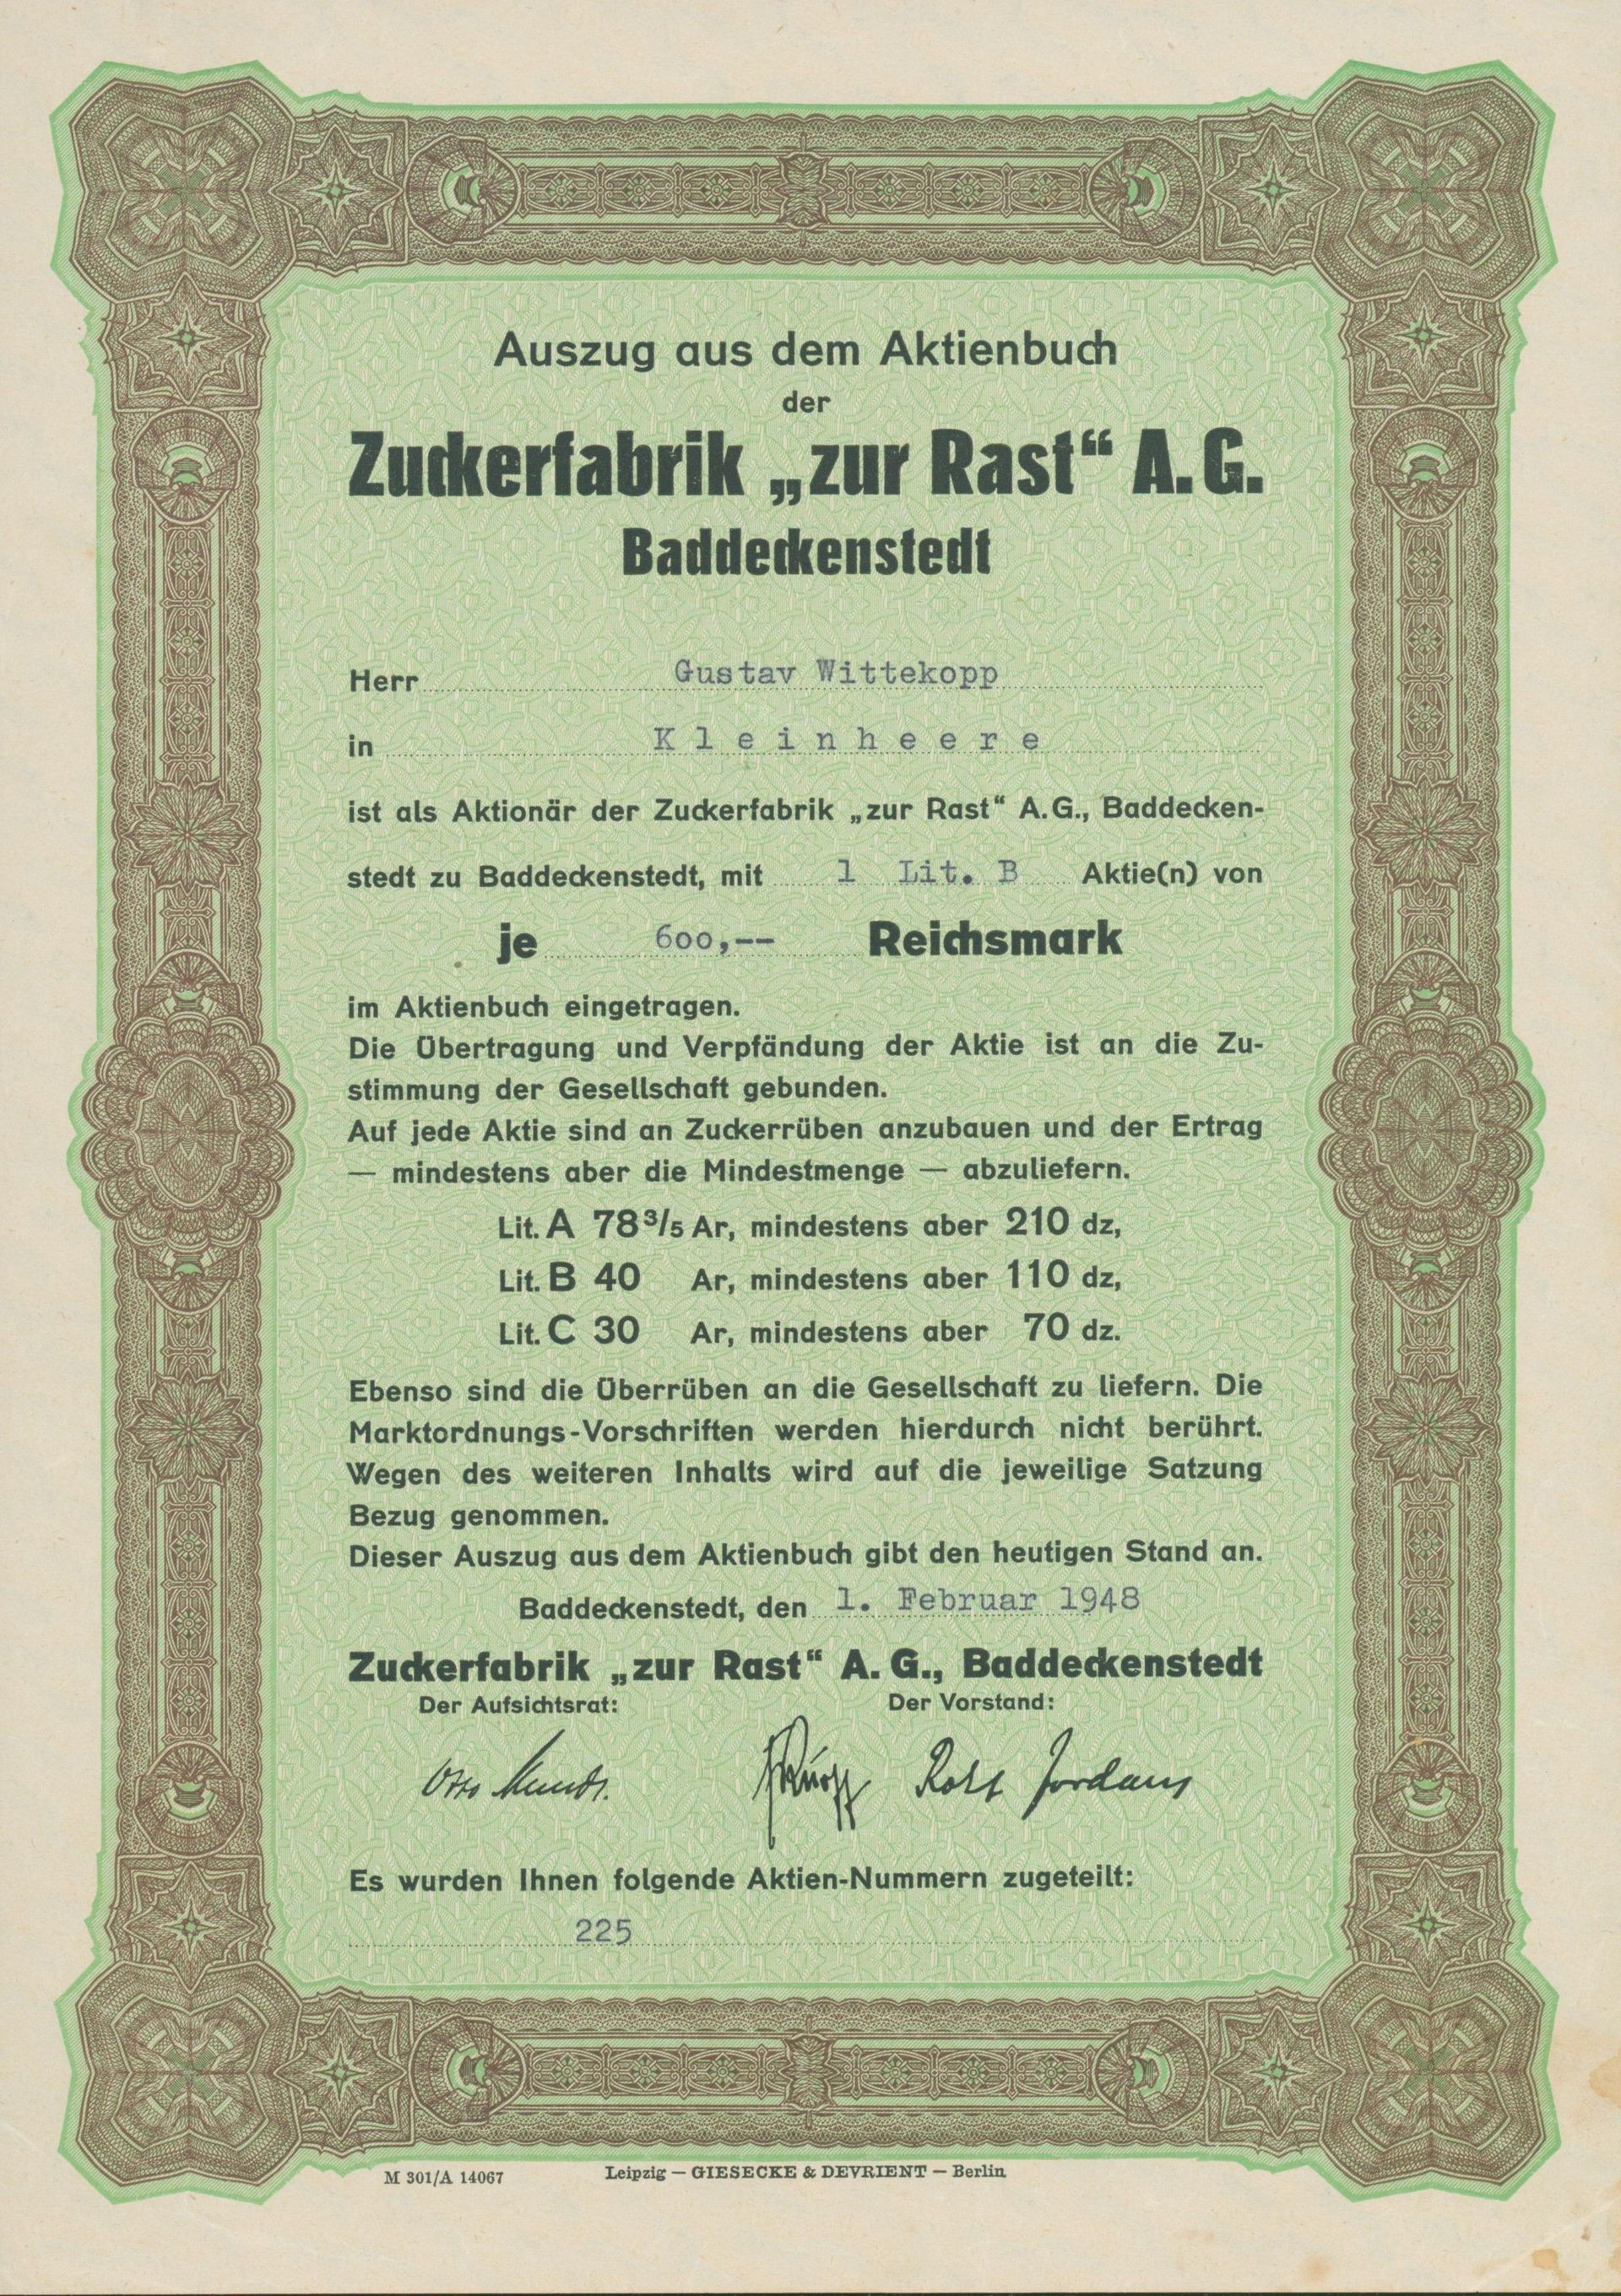 Auszug aus dem Aktienbuch
der
Zuckerfabrik „zur Rast“ A.G.
Baddeckenstedt
Herr Gustav Wittekopp
in Kleinheere
ist als Aktionär der Zuckerfabrik „zur Rast“ A.G., Baddecken-
stedt zu Baddeckenstedt, mit 1 Lit. B Aktie(n) von
je 600,-- Reichsmark
im Aktienbuch eingetragen.
Die Übertragung und Verpfändung der Aktie ist an die Zu-
stimmung der Gesellschaft gebunden.
Auf jede Aktie sind an Zuckerrüben anzubauen und der Ertrag
— mindestens aber die Mindestmenge — abzuliefern.
Lit. A 78 3/5 Ar, mindestens aber 210 dz,
Lit. B 40 Ar, mindestens aber 110 dz,
Lit. C 30 Ar, mindestens aber 70 dz.
Ebenso sind die Überrüben an die Gesellschaft zu liefern. Die
Marktordnungs-Vorschriften werden hierdurch nicht berührt.
Wegen des weiteren Inhalts wird auf die jeweilige Satzung
Bezug genommen.
Dieser Auszug aus dem Aktienbuch gibt den heutigen Stand an.
Baddeckenstedt, den 1. Februar 1948
Zuckerfabrik „zur Rast“ A. G., Baddeckenstedt
Der Aufsichtsrat: Der Vorstand:
Otto
Es wurden Ihnen folgende Aktien-Nummern zugeteilt:
225
M 301/A 14067 Leipzig — GIESECKE & DEVRIENT — Berlin